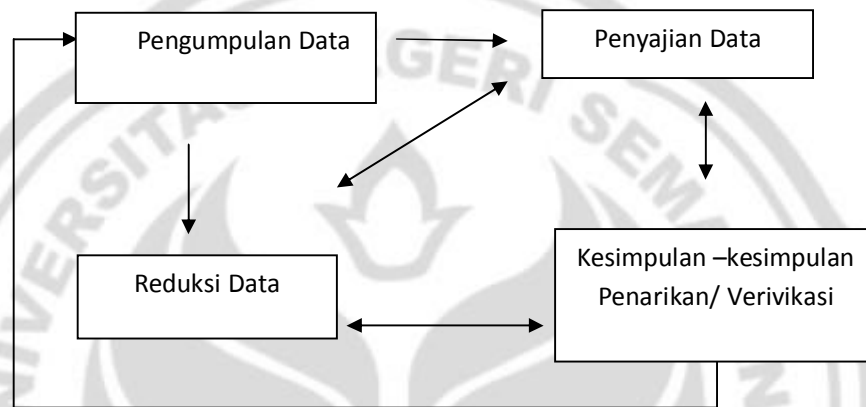 Pengumpulan Data
Penyajian Data
Reduksi Data
Kesimpulan –kesimpulan
Penarikan/ Verivikasi